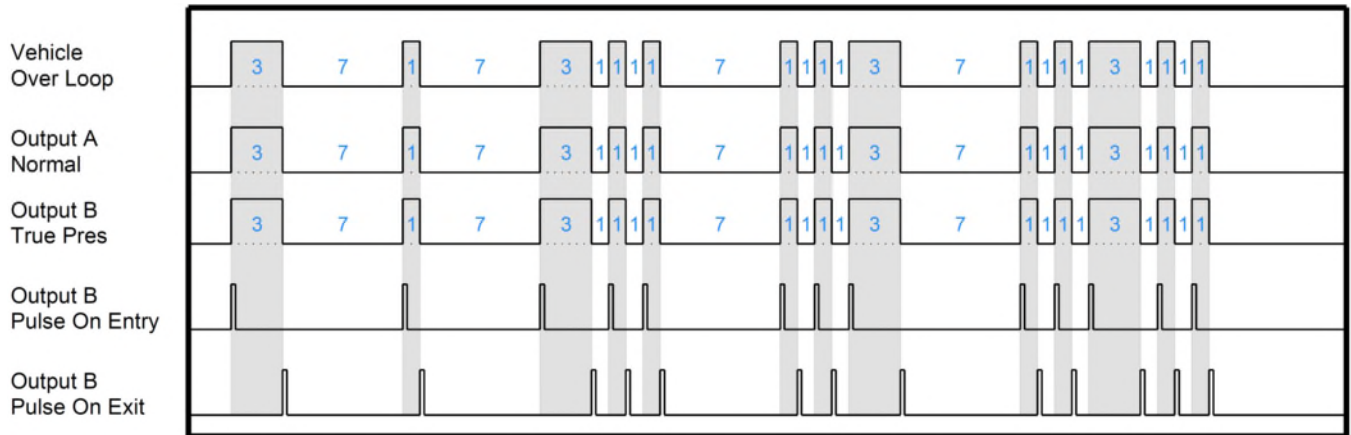 Vehicle
Over Loop
3 7 1 7 3 1 1 1 1 7 1 1 1 1 3 7 1 1 1 1 3 1 1 1 1
Output A
Normal
3 7 1 7 3 1 1 1 1 7 1 1 1 1 3 7 1 1 1 1 3 1 1 1 1
Output B
True Pres
3 7 1 7 3 1 1 1 1 7 1 1 1 1 3 7 1 1 1 1 3 1 1 1 1
Output B
Pulse On Entry
Output B
Pulse On Exit